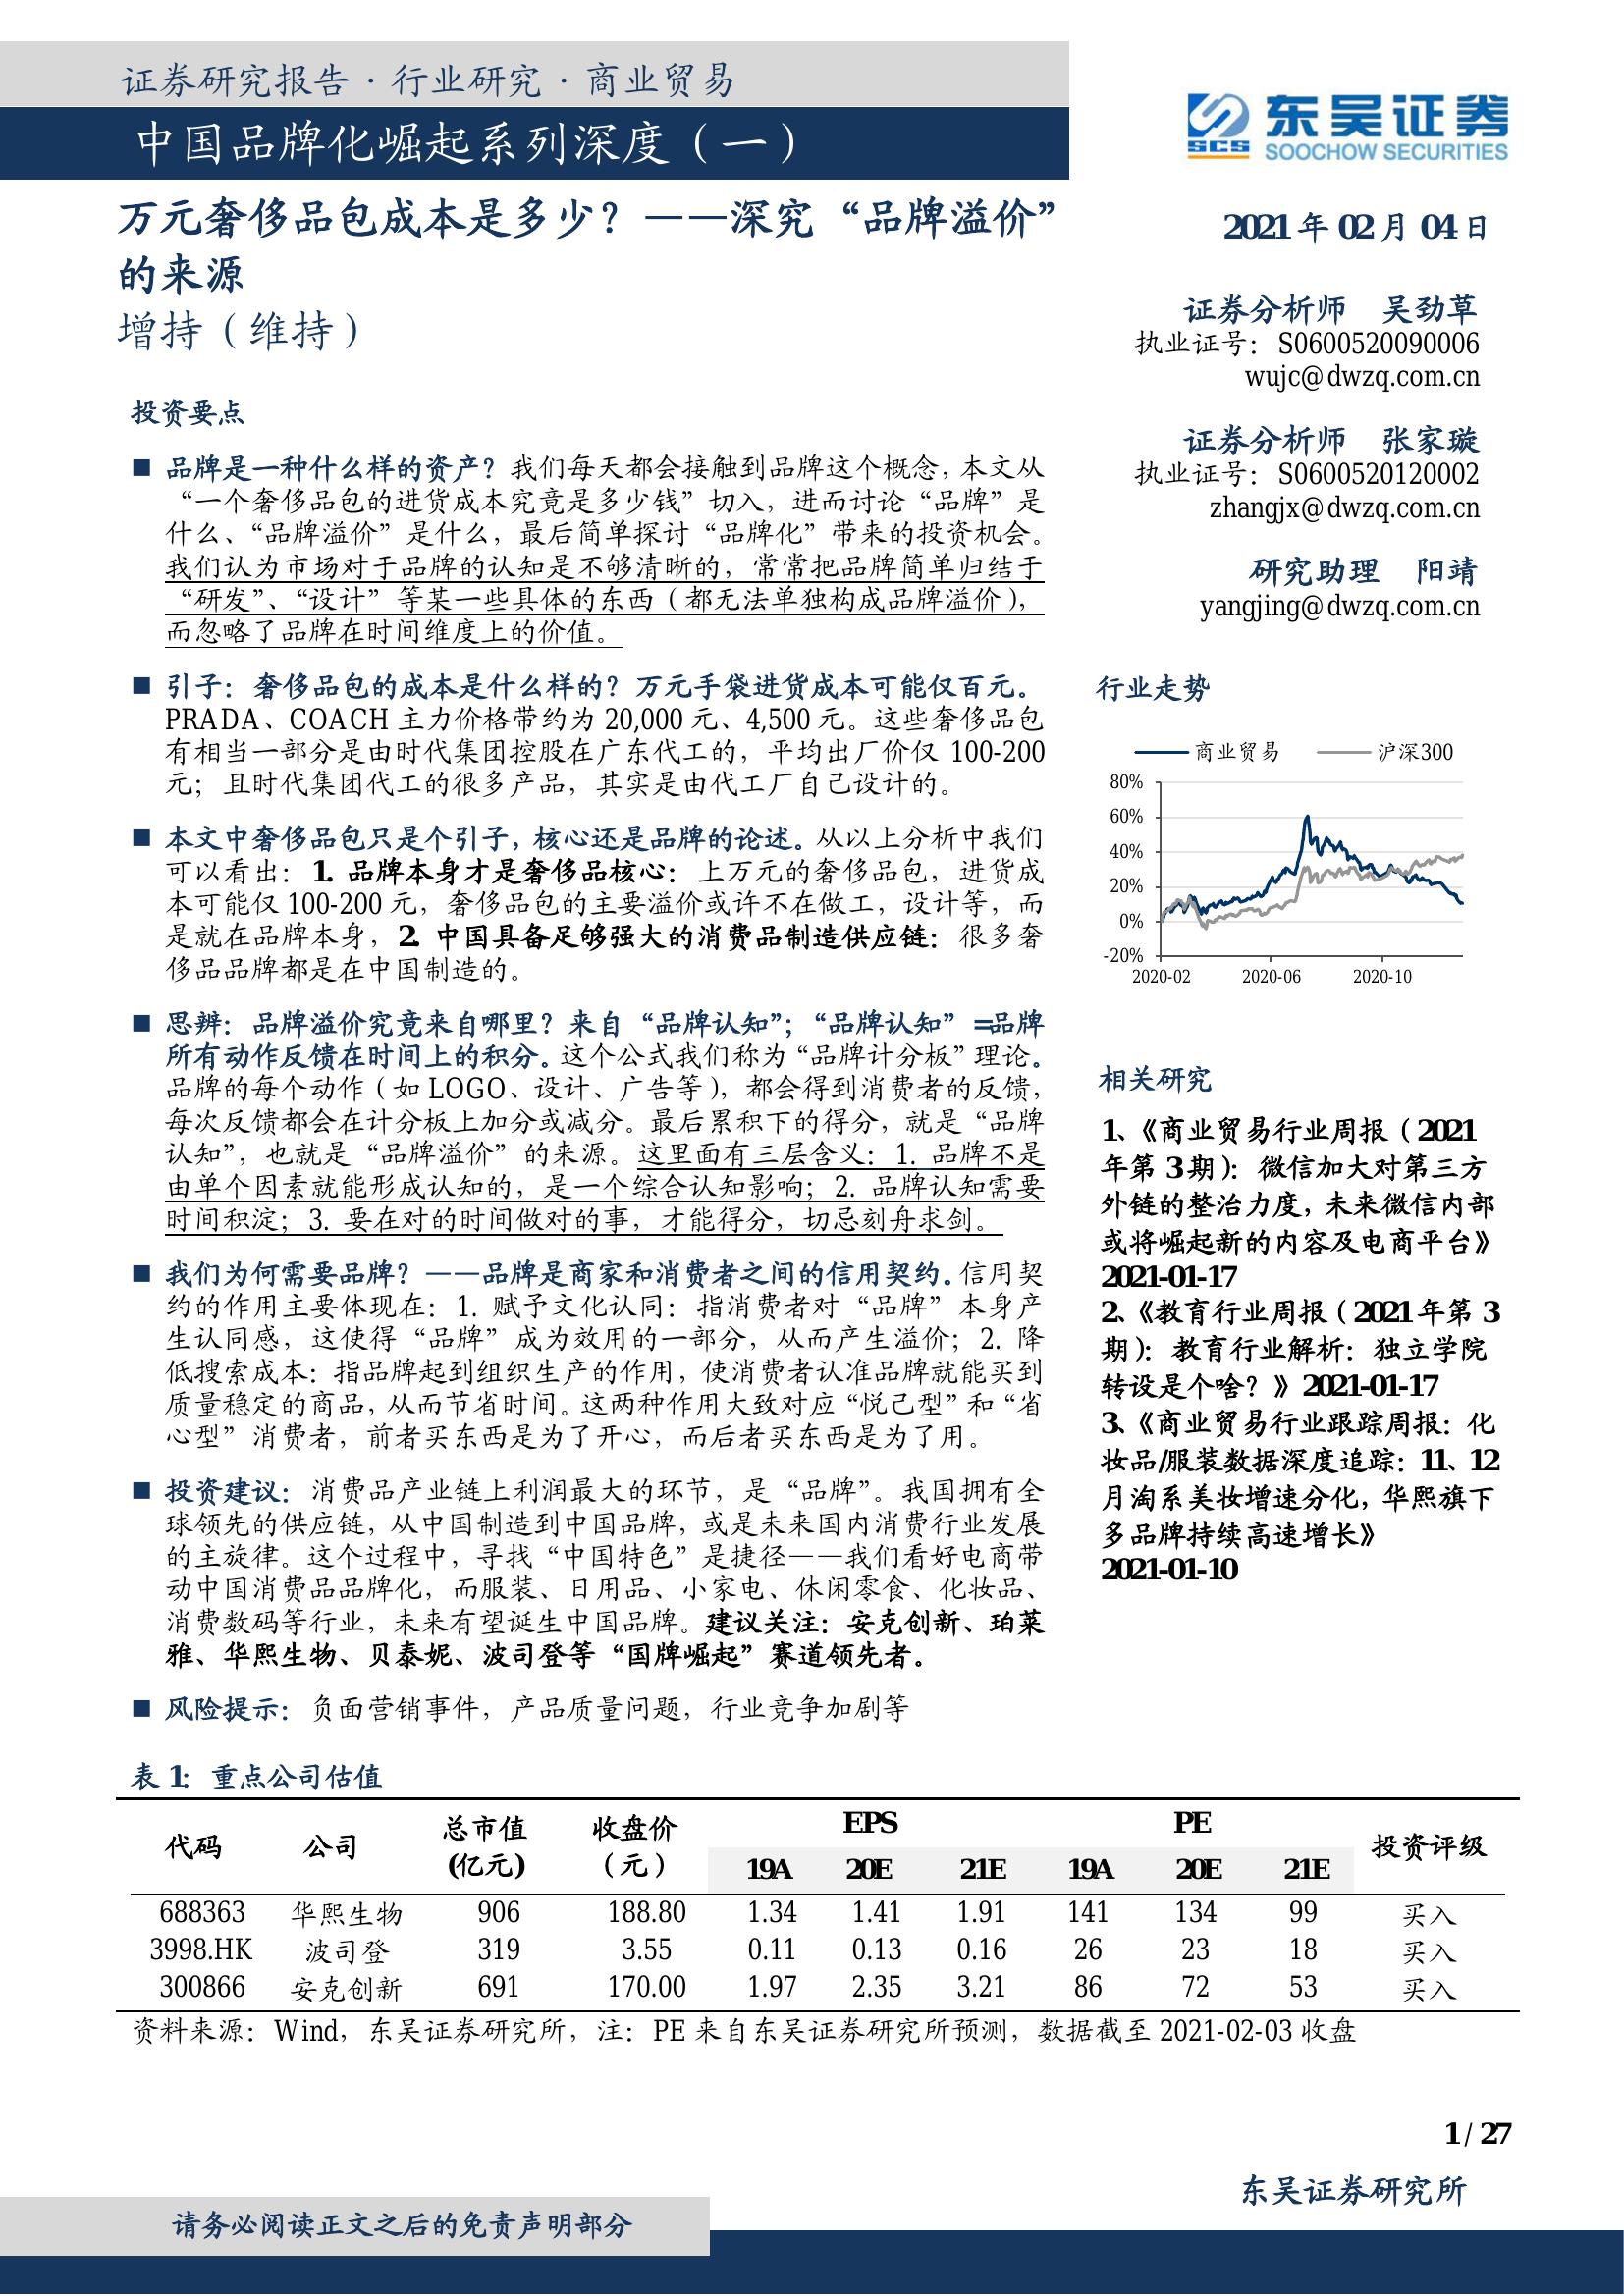 证券研究报告 · 行业研究 · 商业贸易
中国品牌化崛起系列深度（一）
东吴证券
SCS
SOOCHOW SECURITIES
万元奢侈品包成本是多少？——深究“品牌溢价”
的来源
增持（维持）
2021 年 02 月 04 日
证券分析师 吴劲草
执业证号：S0600520090006
wujc@dwzq.com.cn
证券分析师 张家璇
执业证号：S0600520120002
zhangjx@dwzq.com.cn
研究助理 阳靖
yangjing@dwzq.com.cn
投资要点
■ 品牌是一种什么样的资产？我们每天都会接触到品牌这个概念，本文从
“一个奢侈品包的进货成本究竟是多少钱”切入，进而讨论“品牌”是
什么、“品牌溢价”是什么，最后简单探讨“品牌化”带来的投资机会。
我们认为市场对于品牌的认知是不够清晰的，常常把品牌简单归结于
“研发”、“设计”等某一些具体的东西（都无法单独构成品牌溢价），
而忽略了品牌在时间维度上的价值。
■ 引子：奢侈品包的成本是什么样的？万元手袋进货成本可能仅百元。
PRADA、COACH 主力价格带约为 20,000 元、4,500 元。这些奢侈品包
有相当一部分是由时代集团控股在广东代工的，平均出厂价仅 100-200
元；且时代集团代工的很多产品，其实是由代工厂自己设计的。
■ 本文中奢侈品包只是个引子，核心还是品牌的论述。从以上分析中我们
可以看出：1. 品牌本身才是奢侈品核心：上万元的奢侈品包，进货成
本可能仅 100-200 元，奢侈品包的主要溢价或许不在做工，设计等，而
是就在品牌本身，2. 中国具备足够强大的消费品制造供应链：很多奢
侈品品牌都是在中国制造的。
■ 思辨：品牌溢价究竟来自哪里？来自“品牌认知”；“品牌认知”=品牌
所有动作反馈在时间上的积分。这个公式我们称为“品牌计分板”理论。
品牌的每个动作（如 LOGO、设计、广告等），都会得到消费者的反馈，
每次反馈都会在计分板上加分或减分。最后累积下的得分，就是“品牌
认知”，也就是“品牌溢价”的来源。这里面有三层含义：1. 品牌不是
由单个因素就能形成认知的，是一个综合认知影响；2. 品牌认知需要
时间积淀；3. 要在对的时间做对的事，才能得分，切忌刻舟求剑。
■ 我们为何需要品牌？——品牌是商家和消费者之间的信用契约。信用契
约的作用主要体现在：1. 赋予文化认同：指消费者对“品牌”本身产
生认同感，这使得“品牌”成为效用的一部分，从而产生溢价；2. 降
低搜索成本：指品牌起到组织生产的作用，使消费者认准品牌就能买到
质量稳定的商品，从而节省时间。这两种作用大致对应“悦己型”和“省
心型”消费者，前者买东西是为了开心，而后者买东西是为了用。
■ 投资建议：消费品产业链上利润最大的环节，是“品牌”。我国拥有全
球领先的供应链，从中国制造到中国品牌，或是未来国内消费行业发展
的主旋律。这个过程中，寻找“中国特色”是捷径——我们看好电商带
动中国消费品品牌化，而服装、日用品、小家电、休闲零食、化妆品、
消费数码等行业，未来有望诞生中国品牌。建议关注：安克创新、珀莱
雅、华熙生物、贝泰妮、波司登等“国牌崛起”赛道领先者。
■ 风险提示：负面营销事件，产品质量问题，行业竞争加剧等
行业走势
商业贸易 沪深300
80%
60%
40%
20%
0%
-20%
2020-02 2020-06 2020-10
相关研究
1、《商业贸易行业周报（2021
年第 3 期）：微信加大对第三方
外链的整治力度，未来微信内部
或将崛起新的内容及电商平台》
2021-01-17
2、《教育行业周报（2021 年第 3
期）：教育行业解析：独立学院
转设是个啥？》2021-01-17
3、《商业贸易行业跟踪周报：化
妆品/服装数据深度追踪：11、12
月淘系美妆增速分化，华熙旗下
多品牌持续高速增长》
2021-01-10
表 1：重点公司估值
代码 公司 总市值（亿元） 收盘价（元） EPS PE 投资评级
19A 20E 21E 19A 20E 21E
688363 华熙生物 906 188.80 1.34 1.41 1.91 141 134 99 买入
3998.HK 波司登 319 3.55 0.11 0.13 0.16 26 23 18 买入
300866 安克创新 691 170.00 1.97 2.35 3.21 86 72 53 买入
资料来源：Wind，东吴证券研究所，注：PE 来自东吴证券研究所预测，数据截至 2021-02-03 收盘
1 / 27
东吴证券研究所
请务必阅读正文之后的免责声明部分